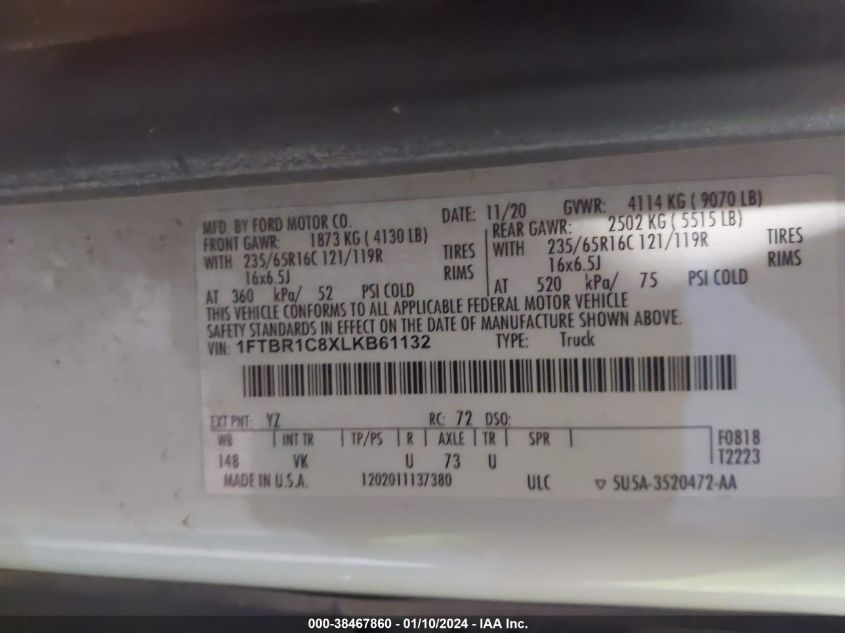 MFD. BY FORD MOTOR CO. DATE: 11/20 GVWR: 4114 KG ( 9070 LB)
FRONT GAWR: 1873 KG ( 4130 LB) REAR GAWR: 2502 KG ( 5515 LB)
WITH 235/65R16C 121/119R TIRES WITH 235/65R16C 121/119R TIRES
16x6.5J RIMS 16x6.5J RIMS
AT 360 kPa/ 52 PSI COLD AT 520 kPa/ 75 PSI COLD
THIS VEHICLE CONFORMS TO ALL APPLICABLE FEDERAL MOTOR VEHICLE
SAFETY STANDARDS IN EFFECT ON THE DATE OF MANUFACTURE SHOWN ABOVE.
VIN: 1FTBR1C8XLKB61132 TYPE: Truck
EXT PNT: YZ RC: 72 DSO:
WB | INT TR | TP/PS | R | AXLE | TR | SPR | F0818
148 VK U 73 U T2223
MADE IN U.S.A. 1202011137380 ULC ▽ 5U5A-3520472-AA
000-38467860 - 01/10/2024 - IAA Inc.